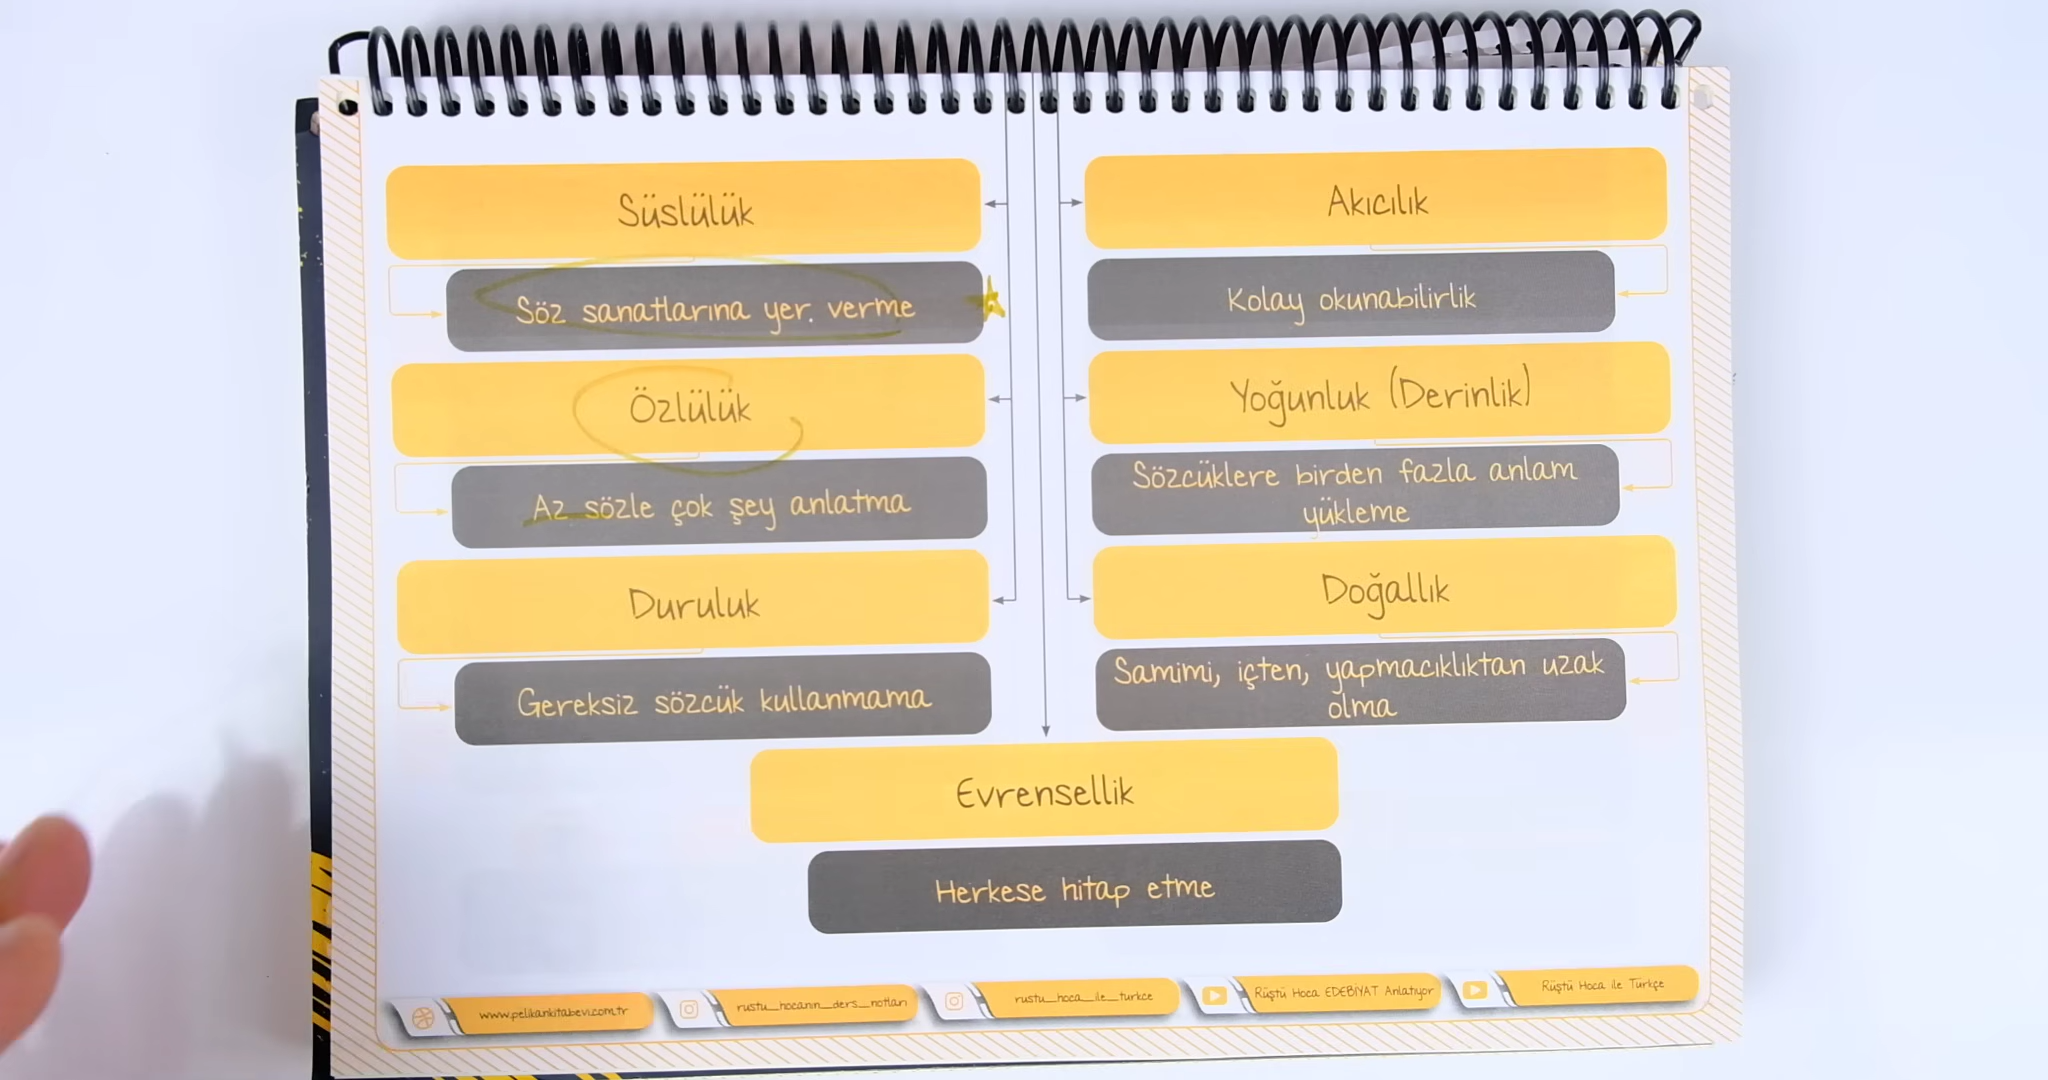 Süslülük
Söz sanatlarına yer verme
Özlülük
Az sözle çok şey anlatma
Duruluk
Gereksiz sözcük kullanmama
Akıcılık
Kolay okunabilirlik
Yoğunluk (Derinlik)
Sözcüklere birden fazla anlam
yükleme
Doğallık
Samimi, içten, yapmacıklıktan uzak
olma
Evrensellik
Herkese hitap etme
www.pelikankitabevi.com.tr
rustu_hocanın_ders_notları
rustu_hoca_ile_turkce
Rüştü Hoca EDEBİYAT Anlatıyor
Rüştü Hoca ile Türkçe